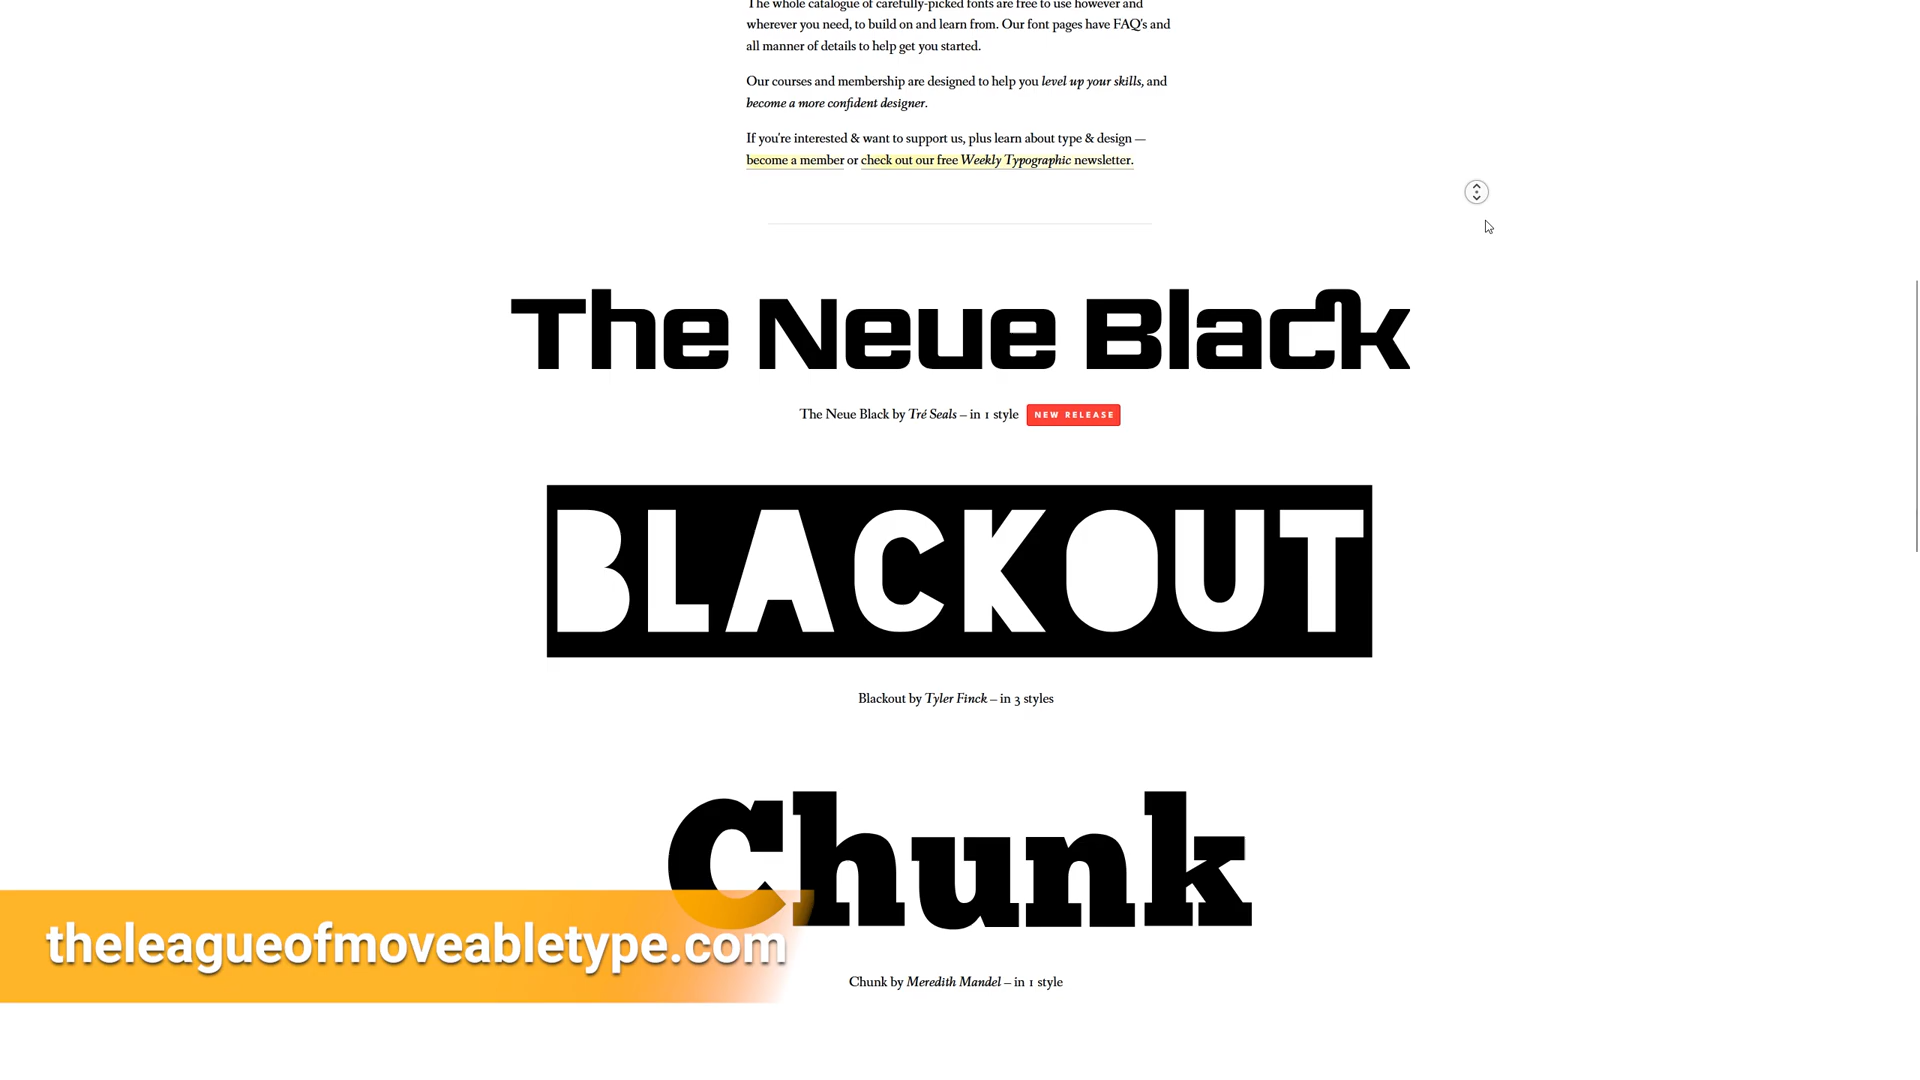 The whole catalogue of carefully-picked fonts are free to use however and
wherever you need, to build on and learn from. Our font pages have FAQ's and
all manner of details to help get you started.
Our courses and membership are designed to help you level up your skills, and
become a more confident designer.
If you're interested & want to support us, plus learn about type & design —
become a member or check out our free Weekly Typographic newsletter.
The Neue Black
The Neue Black by Tré Seals – in 1 style NEW RELEASE
BLACKOUT
Blackout by Tyler Finck – in 3 styles
Chunk
theleagueofmoveabletype.com
Chunk by Meredith Mandel – in 1 style